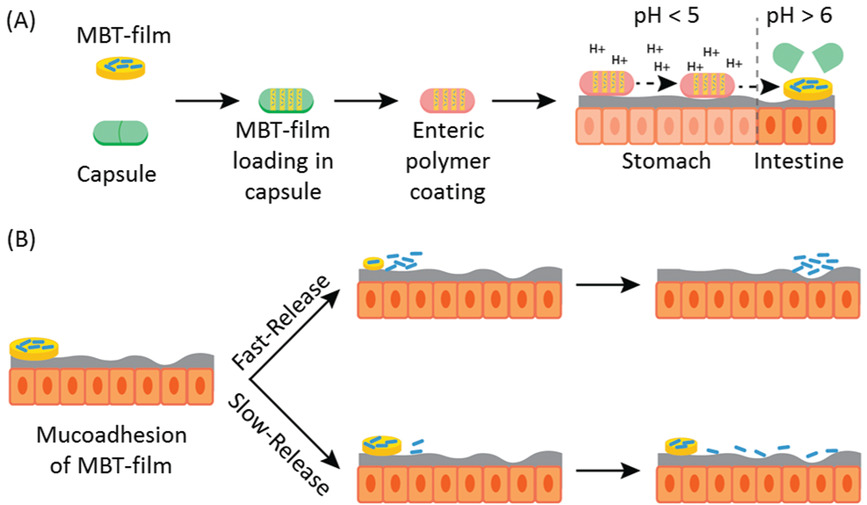 (A)
MBT-film
Capsule
MBT-film
loading in
capsule
Enteric
polymer
coating
pH < 5
pH > 6
H+
H+
H+
H+
H+
H+
H+
Stomach
Intestine
(B)
Mucoadhesion
of MBT-film
Fast-Release
Slow-Release